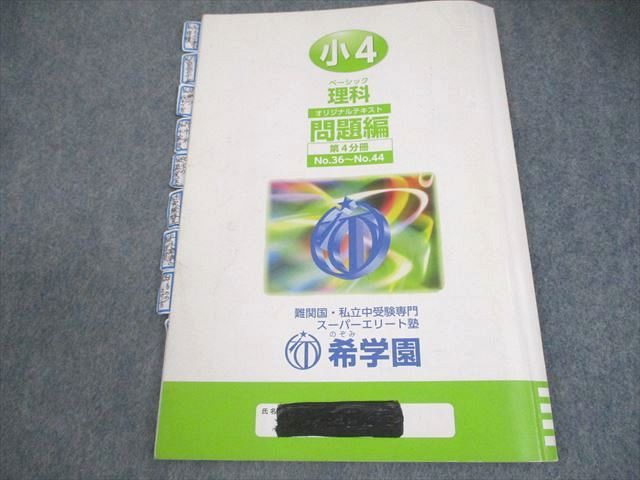 小4
ベーシック
理科
オリジナルテキスト
問題編
第4分冊
No.36〜No.44
難関国・私立中受験専門
スーパーエリート塾
のぞみ
希学園
氏名